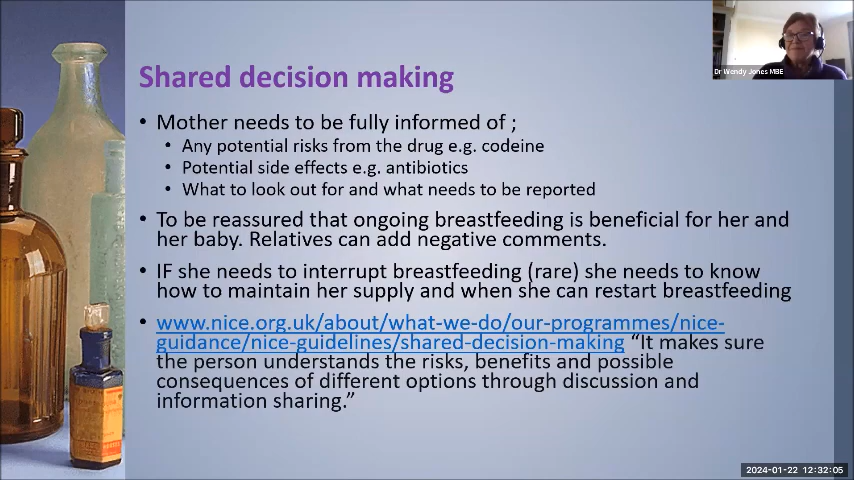 Dr Wendy Jones MBE
Shared decision making
• Mother needs to be fully informed of ;
• Any potential risks from the drug e.g. codeine
• Potential side effects e.g. antibiotics
• What to look out for and what needs to be reported
• To be reassured that ongoing breastfeeding is beneficial for her and
her baby. Relatives can add negative comments.
• IF she needs to interrupt breastfeeding (rare) she needs to know
how to maintain her supply and when she can restart breastfeeding
• www.nice.org.uk/about/what-we-do/our-programmes/nice-
guidance/nice-guidelines/shared-decision-making “It makes sure
the person understands the risks, benefits and possible
consequences of different options through discussion and
information sharing.”
2024-01-22 12:32:05